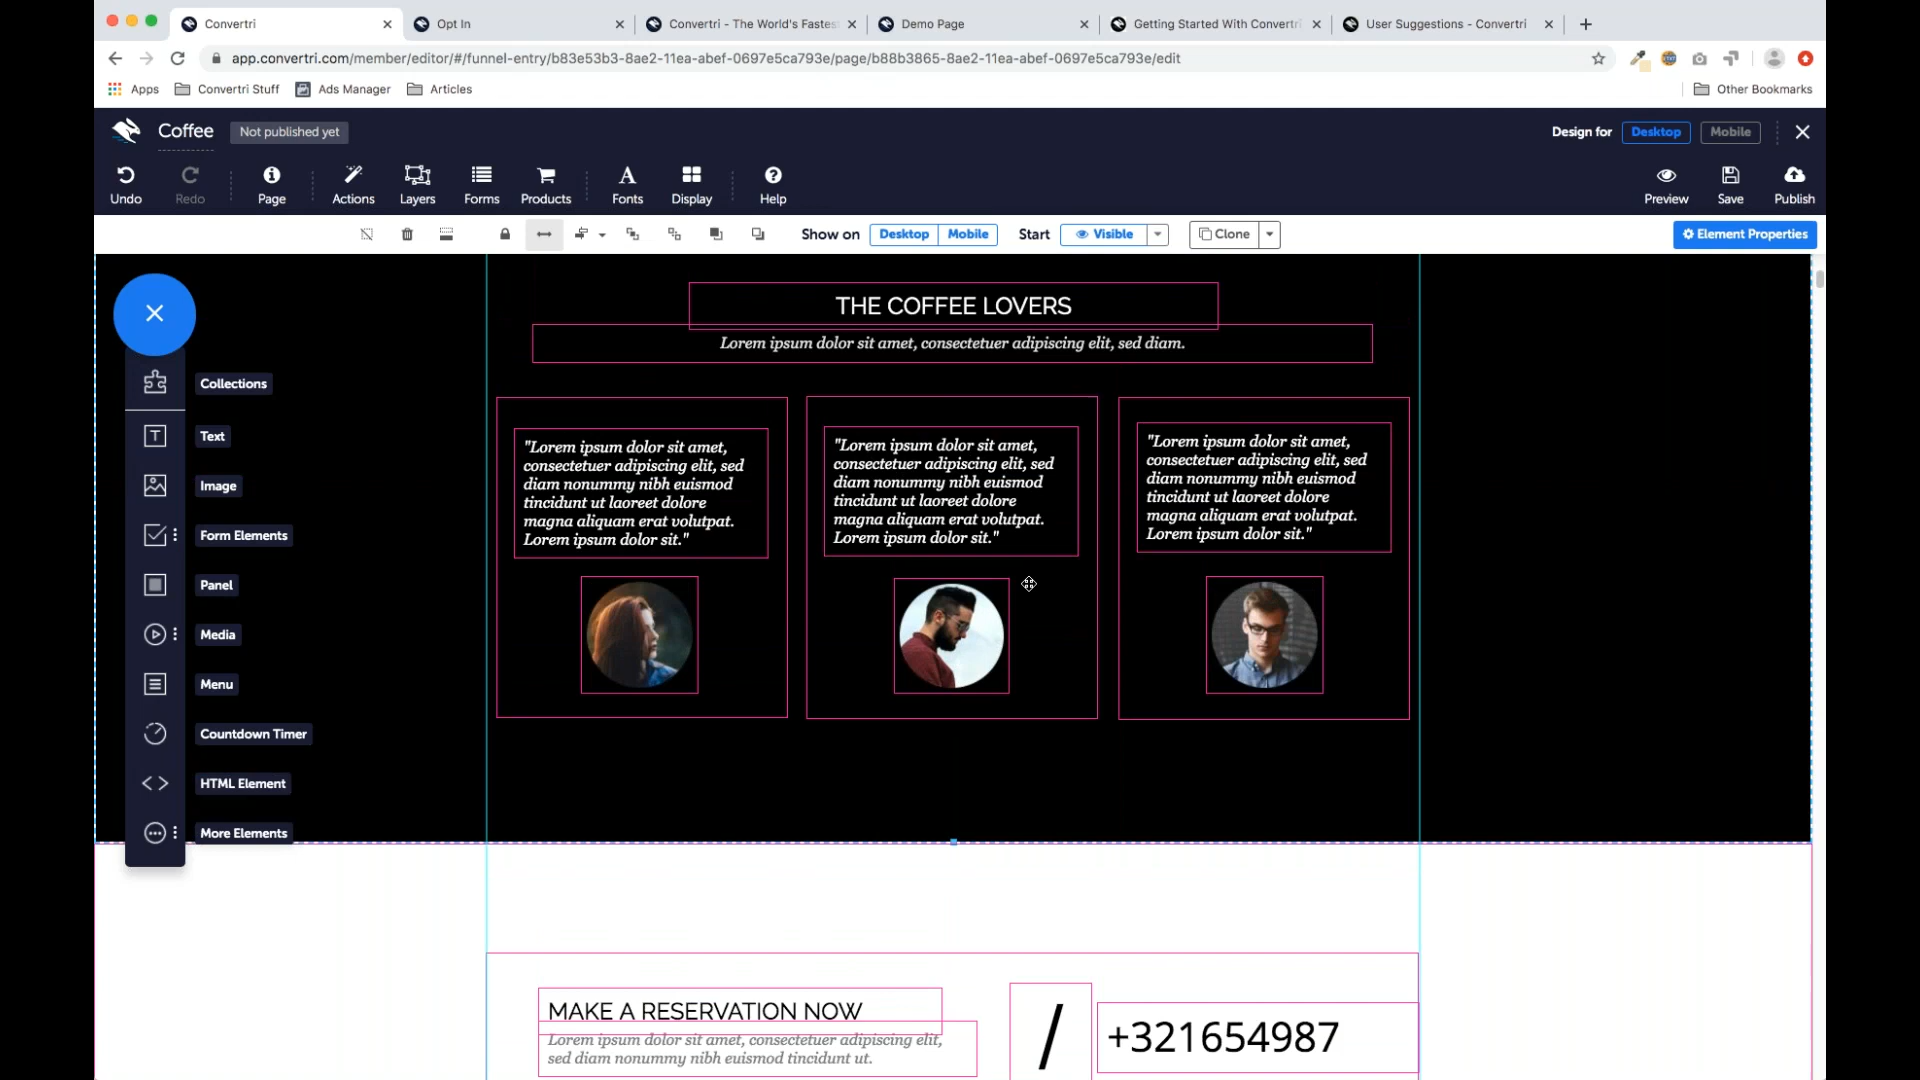 Convertri
Opt In
Convertri - The World's Fastes
Demo Page
Getting Started With Convertri
User Suggestions - Convertri
app.convertri.com/member/editor/#/funnel-entry/b83e53b3-8ae2-11ea-abef-0697e5ca793e/page/b88b3865-8ae2-11ea-abef-0697e5ca793e/edit
Apps
Convertri Stuff
Ads Manager
Articles
Other Bookmarks
Coffee
Not published yet
Design for
Desktop
Mobile
Undo
Redo
Page
Actions
Layers
Forms
Products
Fonts
Display
Help
Preview
Save
Publish
Show on
Desktop
Mobile
Start
Visible
Clone
Element Properties
Collections
Text
Image
Form Elements
Panel
Media
Menu
Countdown Timer
HTML Element
More Elements
THE COFFEE LOVERS
Lorem ipsum dolor sit amet, consectetuer adipiscing elit, sed diam.
"Lorem ipsum dolor sit amet,
consectetuer adipiscing elit, sed
diam nonummy nibh euismod
tincidunt ut laoreet dolore
magna aliquam erat volutpat.
Lorem ipsum dolor sit."
"Lorem ipsum dolor sit amet,
consectetuer adipiscing elit, sed
diam nonummy nibh euismod
tincidunt ut laoreet dolore
magna aliquam erat volutpat.
Lorem ipsum dolor sit."
"Lorem ipsum dolor sit amet,
consectetuer adipiscing elit, sed
diam nonummy nibh euismod
tincidunt ut laoreet dolore
magna aliquam erat volutpat.
Lorem ipsum dolor sit."
MAKE A RESERVATION NOW
Lorem ipsum dolor sit amet, consectetuer adipiscing elit,
sed diam nonummy nibh euismod tincidunt ut.
/
+321654987